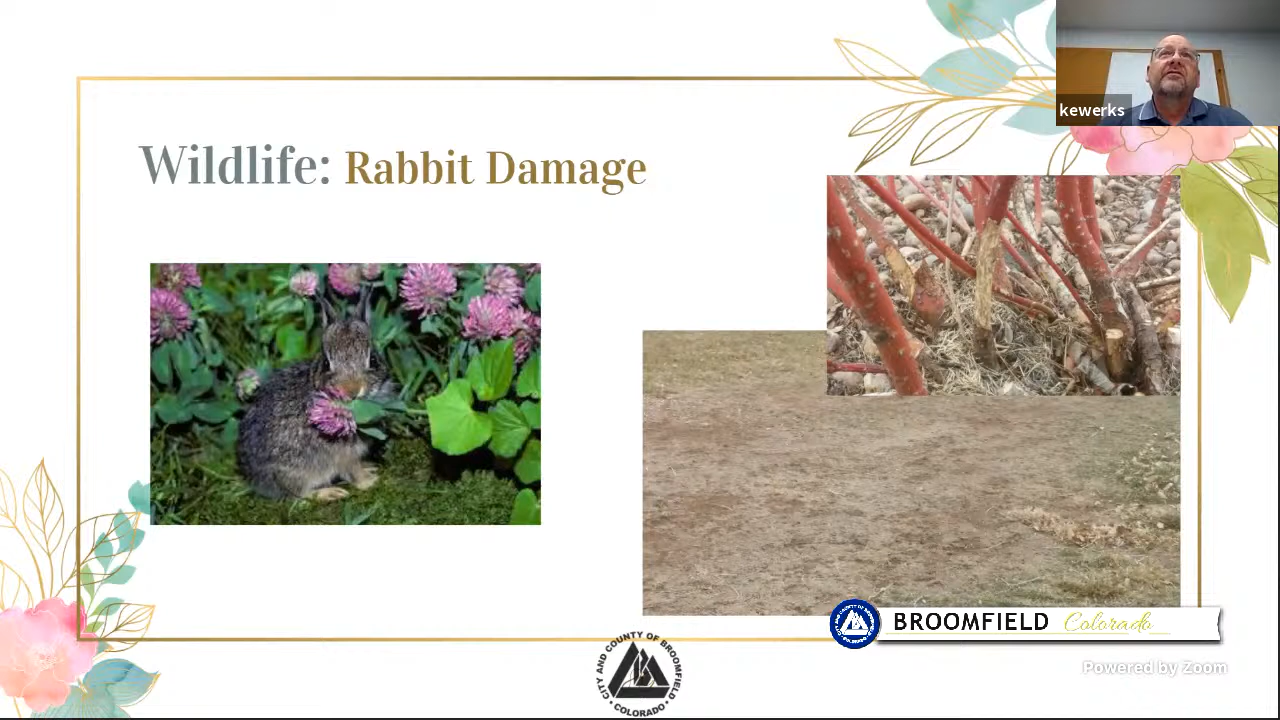 kewerks
Wildlife: Rabbit Damage
BROOMFIELD Colorado
Powered by Zoom
CITY AND COUNTY OF BROOMFIELD
• COLORADO •